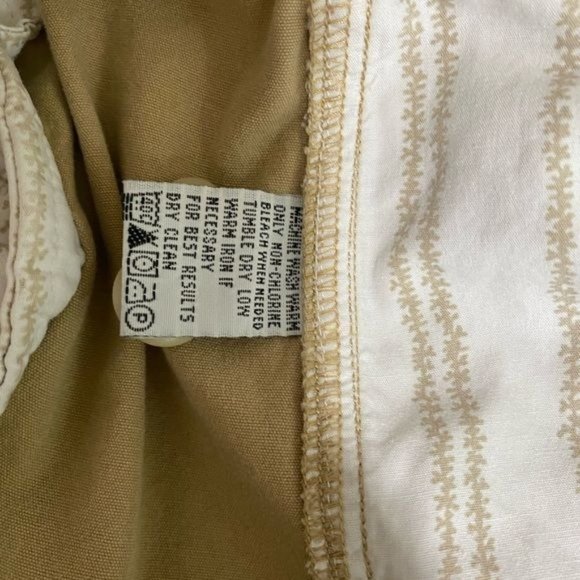 MACHINE WASH WARM
ONLY NON-CHLORINE
BLEACH WHEN NEEDED
TUMBLE DRY LOW
WARM IRON IF
NECESSARY
FOR BEST RESULTS
DRY CLEAN
40C
P